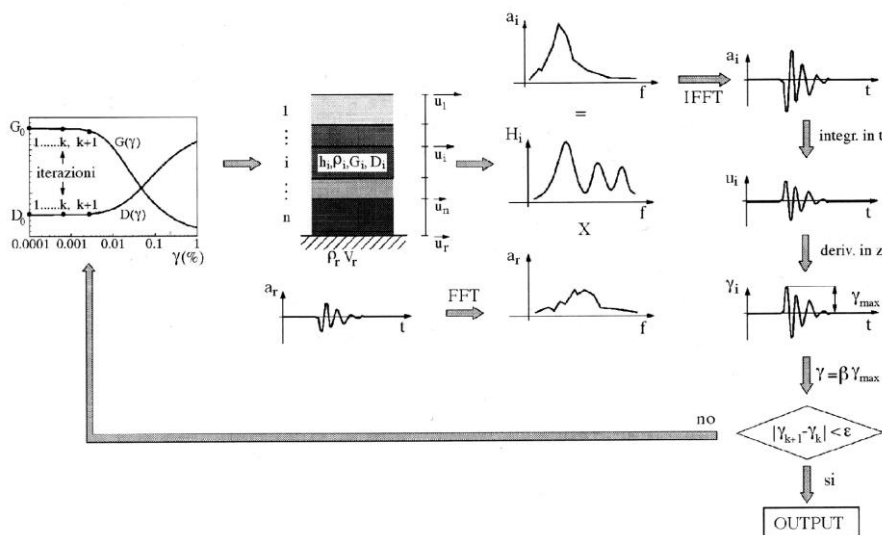 G₀
G(γ)
1......k, k+1
iterazioni
1......k, k+1
D₀
D(γ)
0.0001 0.001 0.01 0.1 1
γ(%)
1
⋮
i
⋮
n
hᵢ,ρᵢ,Gᵢ,Dᵢ
u₁
uᵢ
uₙ
uᵣ
ρᵣ Vᵣ
aᵣ
t
FFT
aᵢ
f
=
Hᵢ
f
X
aᵣ
f
IFFT
aᵢ
t
integr. in t
uᵢ
t
deriv. in z
γᵢ
γmax
t
γ=β γmax
no
|γₖ₊₁-γₖ| < ε
si
OUTPUT